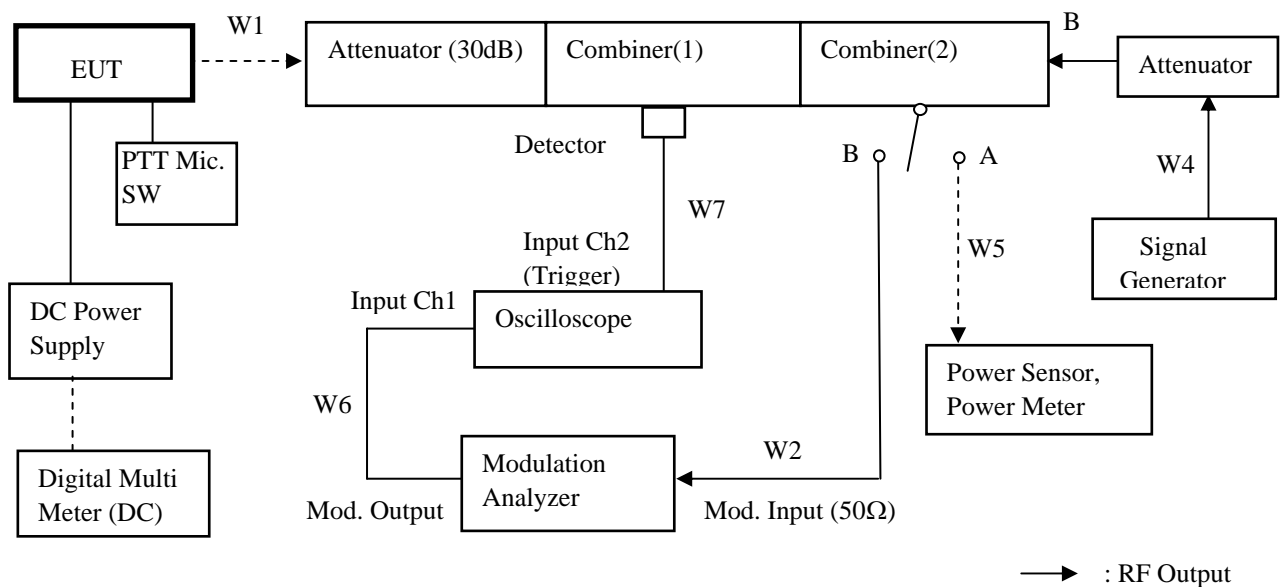 W1
B
EUT
Attenuator (30dB)
Combiner(1)
Combiner(2)
Attenuator
PTT Mic.
SW
Detector
B
A
W4
W7
Input Ch2
(Trigger)
W5
Signal
Generator
Input Ch1
DC Power
Supply
Oscilloscope
Power Sensor,
Power Meter
W6
W2
Digital Multi
Meter (DC)
Modulation
Analyzer
Mod. Output
Mod. Input (50Ω)
: RF Output